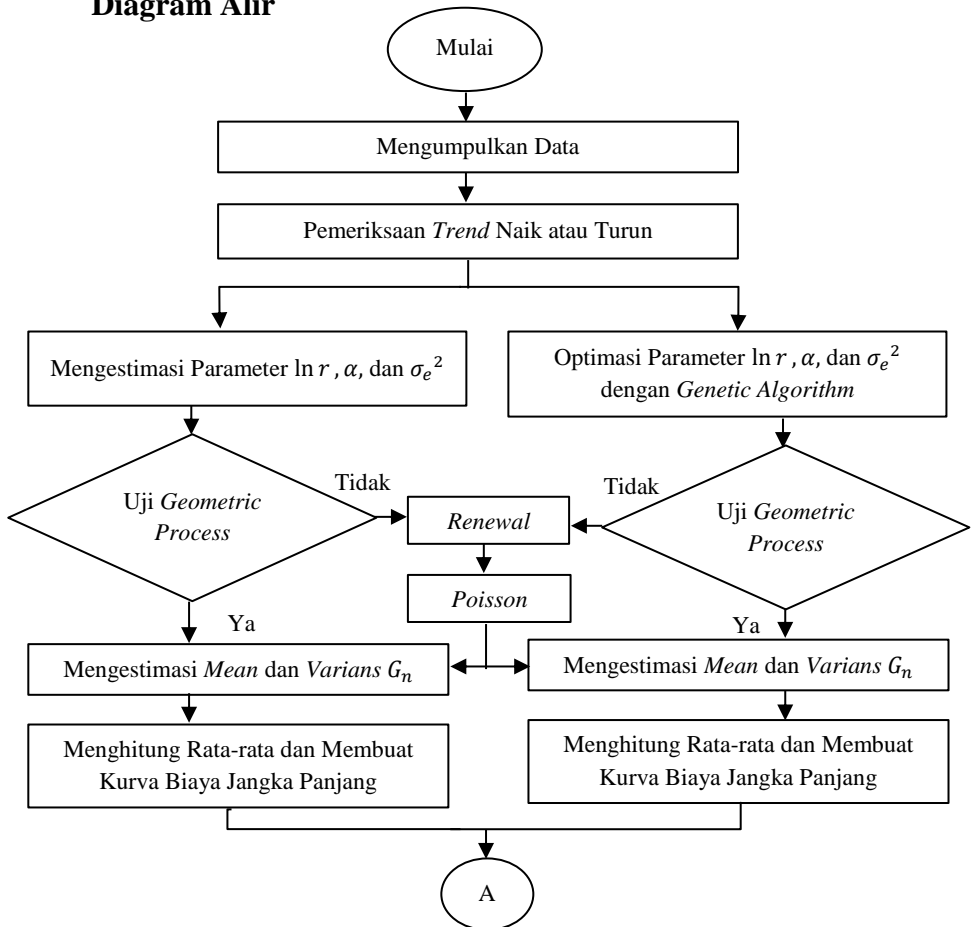 Diagram Alir
Mulai
Mengumpulkan Data
Pemeriksaan Trend Naik atau Turun
Mengestimasi Parameter ln r , α, dan σₑ²
Optimasi Parameter ln r , α, dan σₑ²
dengan Genetic Algorithm
Uji Geometric
Process
Tidak
Renewal
Tidak
Uji Geometric
Process
Poisson
Ya
Ya
Mengestimasi Mean dan Varians Gₙ
Mengestimasi Mean dan Varians Gₙ
Menghitung Rata-rata dan Membuat
Kurva Biaya Jangka Panjang
Menghitung Rata-rata dan Membuat
Kurva Biaya Jangka Panjang
A